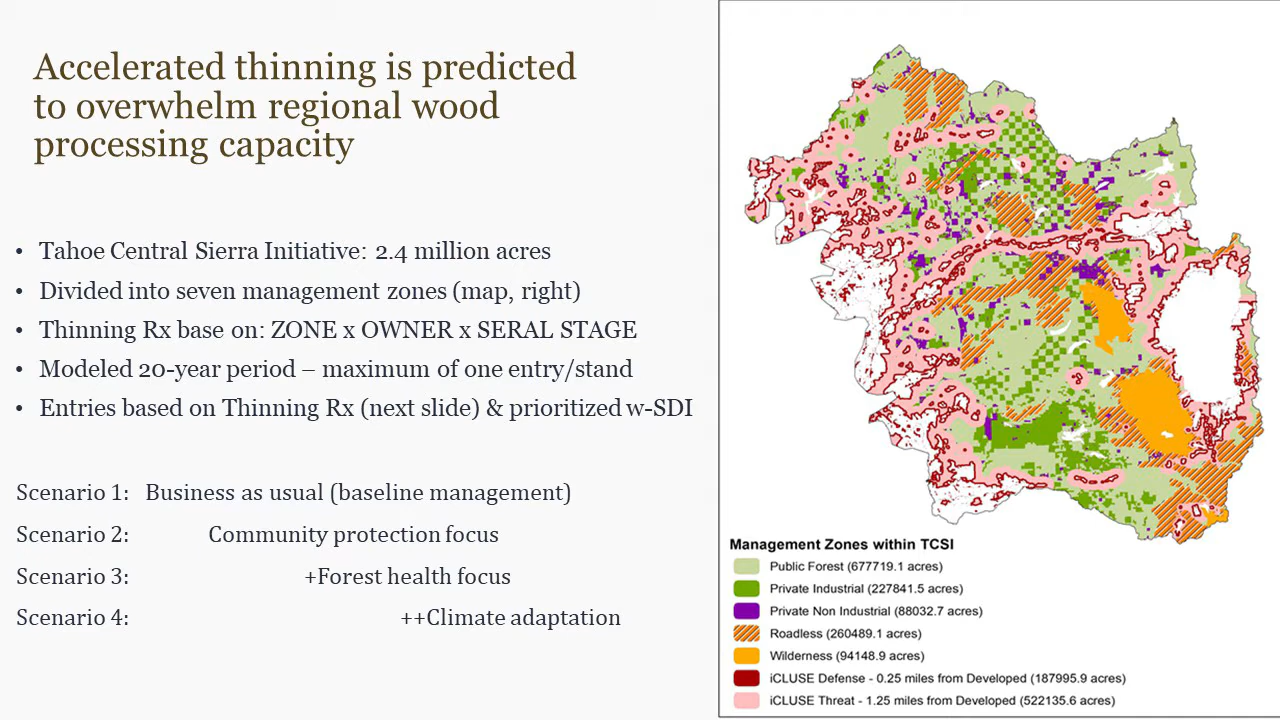 Accelerated thinning is predicted
to overwhelm regional wood
processing capacity
• Tahoe Central Sierra Initiative: 2.4 million acres
• Divided into seven management zones (map, right)
• Thinning Rx base on: ZONE x OWNER x SERAL STAGE
• Modeled 20-year period – maximum of one entry/stand
• Entries based on Thinning Rx (next slide) & prioritized w-SDI
Scenario 1: Business as usual (baseline management)
Scenario 2: Community protection focus
Scenario 3: +Forest health focus
Scenario 4: ++Climate adaptation
Management Zones within TCSI
Public Forest (677719.1 acres)
Private Industrial (227841.5 acres)
Private Non Industrial (88032.7 acres)
Roadless (260489.1 acres)
Wilderness (94148.9 acres)
iCLUSE Defense - 0.25 miles from Developed (187995.9 acres)
iCLUSE Threat - 1.25 miles from Developed (522135.6 acres)